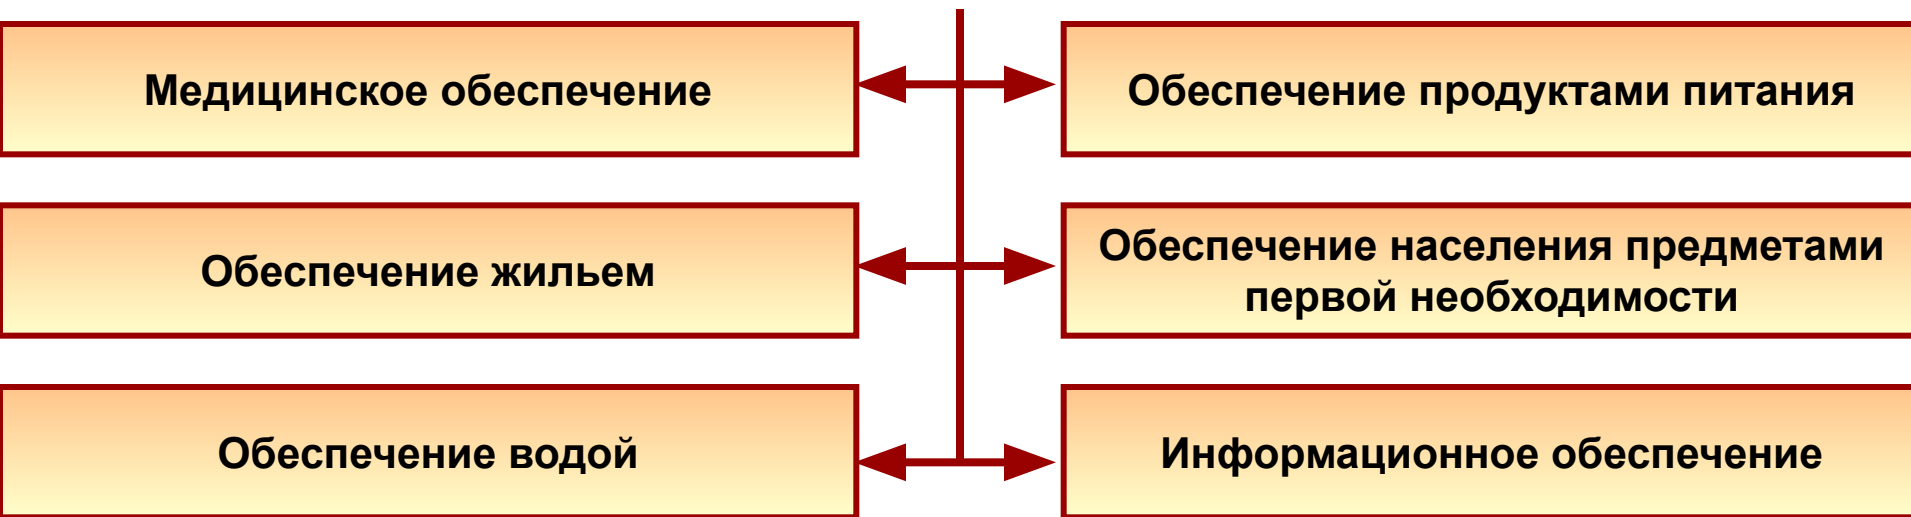 Медицинское обеспечение
Обеспечение продуктами питания
Обеспечение жильем
Обеспечение населения предметами
первой необходимости
Обеспечение водой
Информационное обеспечение